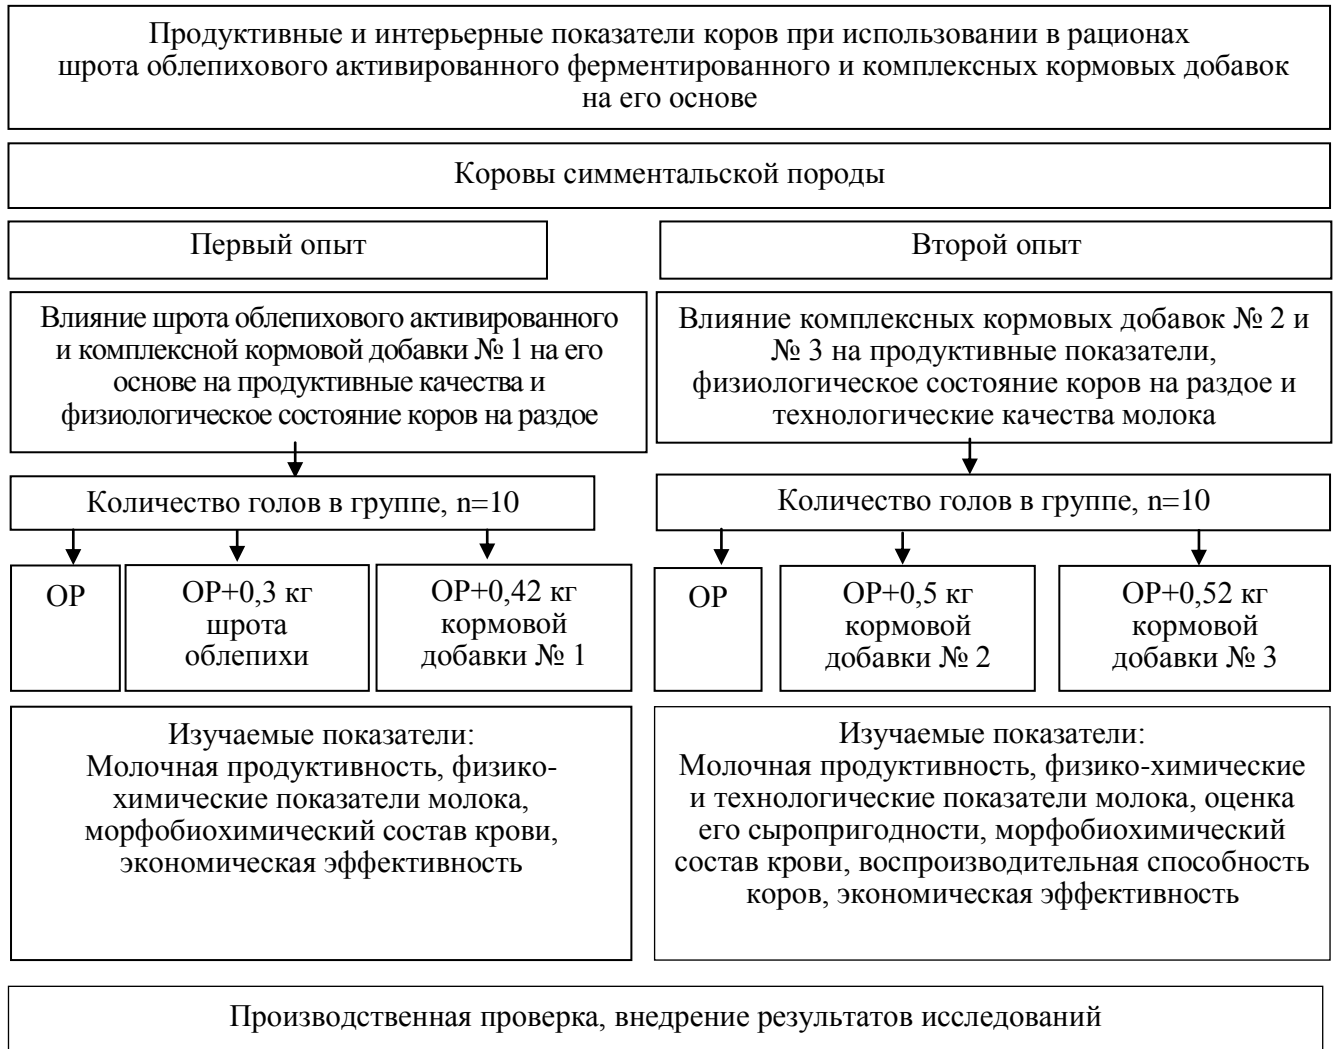 Продуктивные и интерьерные показатели коров при использовании в рационах
шрота облепихового активированного ферментированного и комплексных кормовых добавок
на его основе
Коровы симментальской породы
Первый опыт
Второй опыт
Влияние шрота облепихового активированного
и комплексной кормовой добавки № 1 на его
основе на продуктивные качества и
физиологическое состояние коров на раздое
Влияние комплексных кормовых добавок № 2 и
№ 3 на продуктивные показатели,
физиологическое состояние коров на раздое и
технологические качества молока
Количество голов в группе, n=10
Количество голов в группе, n=10
ОР
ОР+0,3 кг
шрота
облепихи
ОР+0,42 кг
кормовой
добавки № 1
ОР
ОР+0,5 кг
кормовой
добавки № 2
ОР+0,52 кг
кормовой
добавки № 3
Изучаемые показатели:
Молочная продуктивность, физико-
химические показатели молока,
морфобиохимический состав крови,
экономическая эффективность
Изучаемые показатели:
Молочная продуктивность, физико-химические
и технологические показатели молока, оценка
его сыропригодности, морфобиохимический
состав крови, воспроизводительная способность
коров, экономическая эффективность
Производственная проверка, внедрение результатов исследований